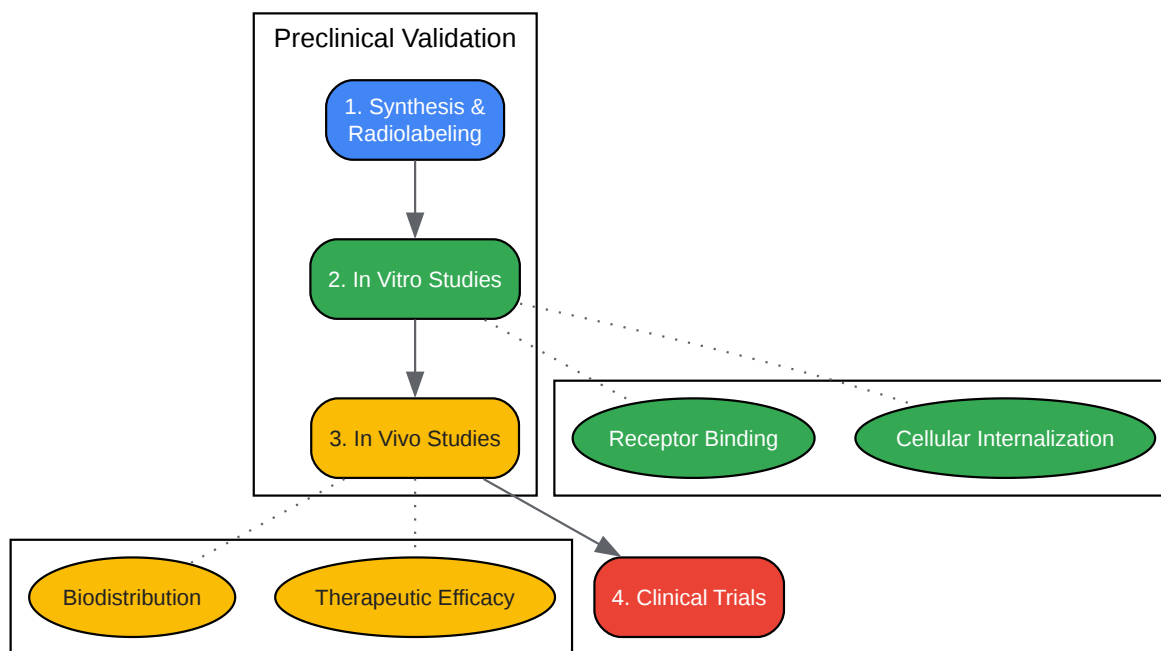 Preclinical Validation
1. Synthesis &
Radiolabeling
2. In Vitro Studies
3. In Vivo Studies
Receptor Binding
Cellular Internalization
Biodistribution
Therapeutic Efficacy
4. Clinical Trials